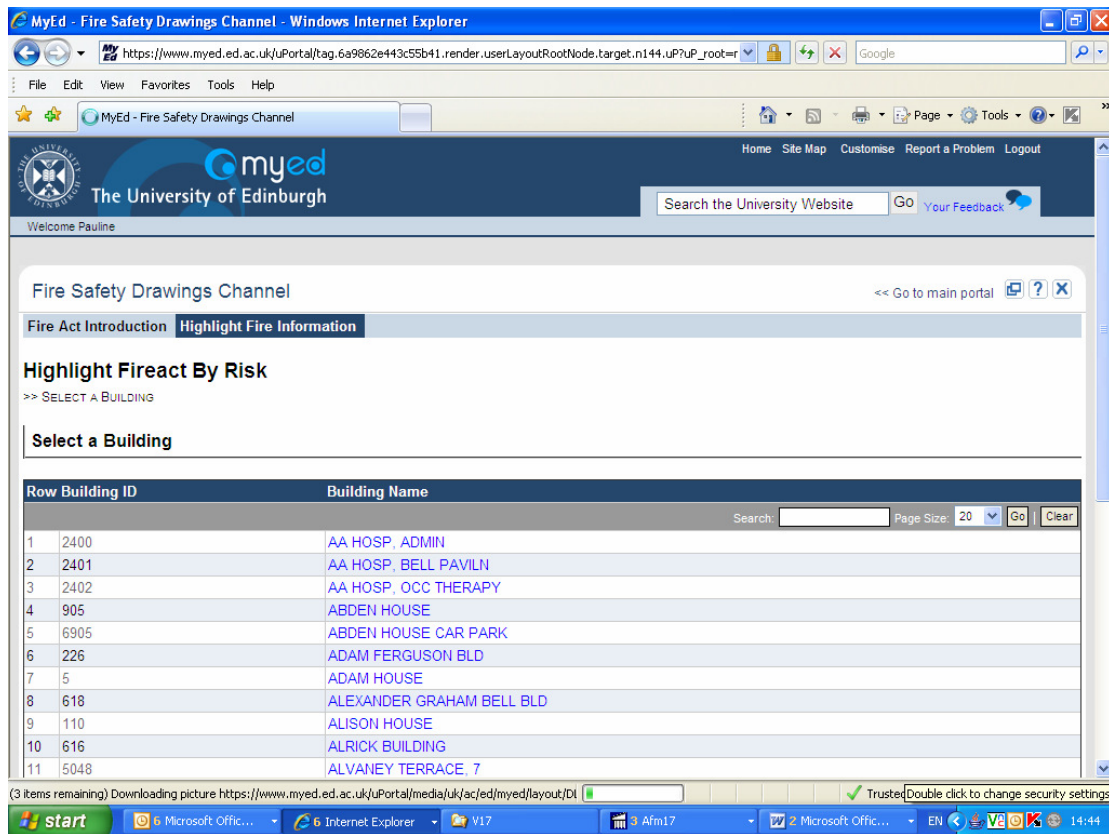 MyEd - Fire Safety Drawings Channel - Windows Internet Explorer
https://www.myed.ed.ac.uk/uPortal/tag.6a9862e443c55b41.render.userLayoutRootNode.target.n144.uP?uP_root=r
Google
File Edit View Favorites Tools Help
MyEd - Fire Safety Drawings Channel
Page Tools
myed
The University of Edinburgh
Home Site Map Customise Report a Problem Logout
Search the University Website Go Your Feedback
Welcome Pauline
Fire Safety Drawings Channel
<< Go to main portal
Fire Act Introduction Highlight Fire Information
Highlight Fireact By Risk
>> SELECT A BUILDING
Select a Building
Row Building ID Building Name
Search: Page Size: 20 Go | Clear
1 2400 AA HOSP, ADMIN
2 2401 AA HOSP, BELL PAVILN
3 2402 AA HOSP, OCC THERAPY
4 905 ABDEN HOUSE
5 6905 ABDEN HOUSE CAR PARK
6 226 ADAM FERGUSON BLD
7 5 ADAM HOUSE
8 618 ALEXANDER GRAHAM BELL BLD
9 110 ALISON HOUSE
10 616 ALRICK BUILDING
11 5048 ALVANEY TERRACE, 7
(3 items remaining) Downloading picture https://www.myed.ed.ac.uk/uPortal/media/uk/ac/ed/myed/layout/DL
Trusted Double click to change security settings
start 6 Microsoft Offic... 6 Internet Explorer V17 3 Afm17 2 Microsoft Offic... EN 14:44